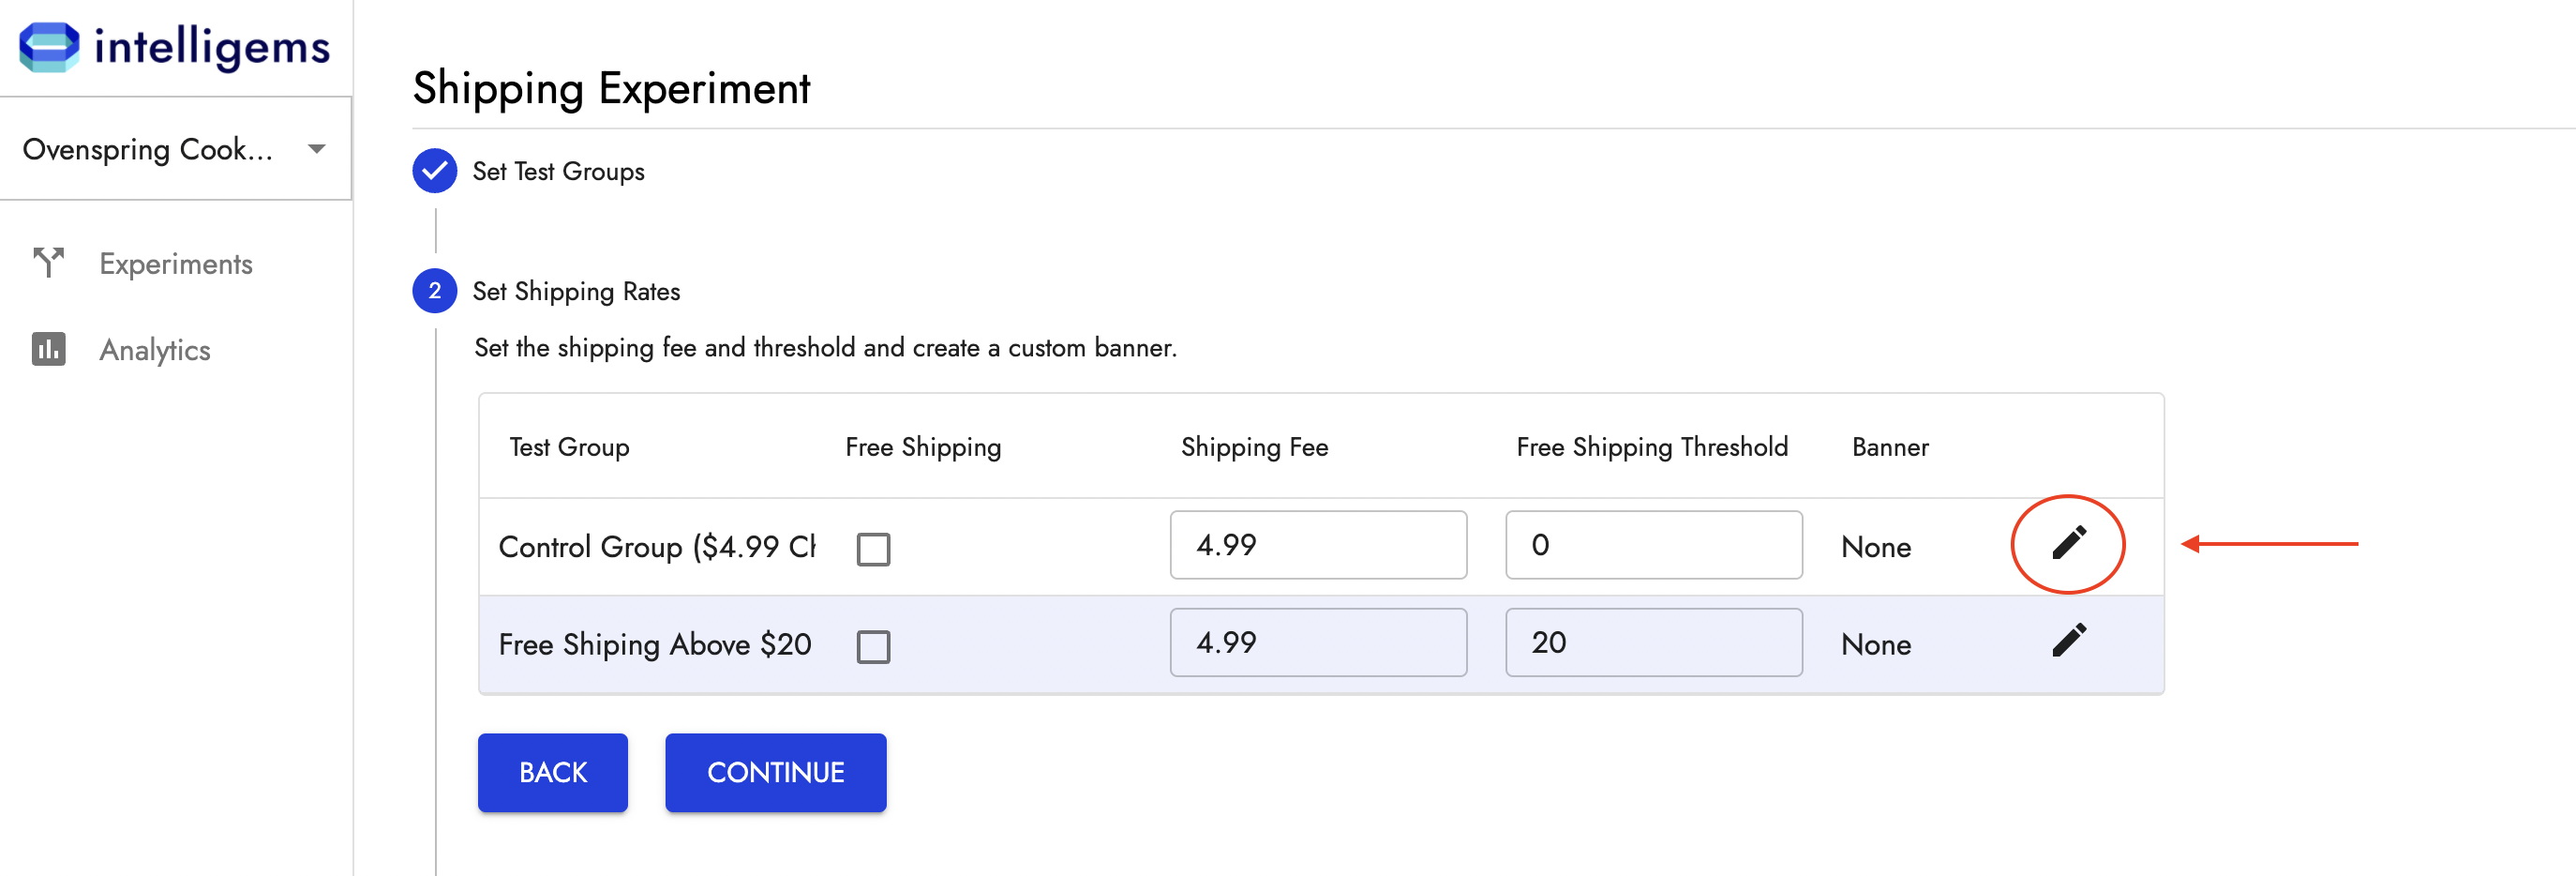 intelligems
Ovenspring Cook...
Experiments
Analytics
Shipping Experiment
Set Test Groups
2 Set Shipping Rates
Set the shipping fee and threshold and create a custom banner.
Test Group Free Shipping Shipping Fee Free Shipping Threshold Banner
Control Group ($4.99 Ch 4.99 0 None
Free Shiping Above $20 4.99 20 None
BACK CONTINUE